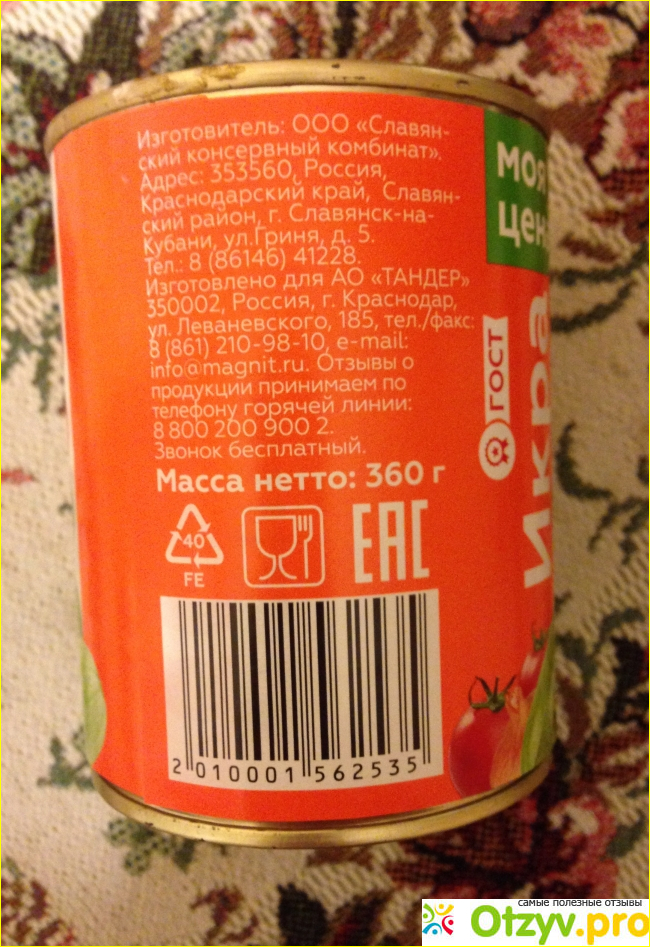 Изготовитель: ООО «Славян-
ский консервный комбинат».
Адрес: 353560, Россия,
Краснодарский край, Славян-
ский район, г. Славянск-на-
Кубани, ул.Гриня, д. 5.
Тел.: 8 (86146) 41228.
Изготовлено для АО «ТАНДЕР»
350002, Россия, г. Краснодар,
ул. Леваневского, 185, тел./факс:
8 (861) 210-98-10, e-mail:
info@magnit.ru. Отзывы о
продукции принимаем по
телефону горячей линии:
8 800 200 900 2.
Звонок бесплатный.
Масса нетто: 360 г
40
FE
EAC
2 010001 562535
МОЯ
цен
ГОСТ
Икра
самые полезные отзывы
Otzyv.pro